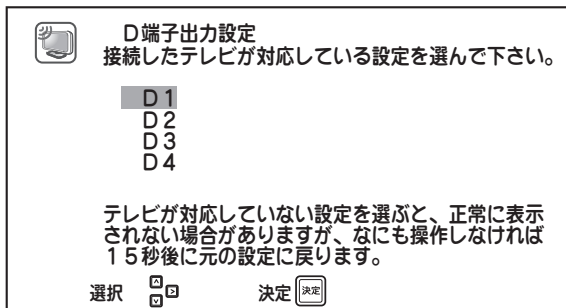 D端子出力設定
接続したテレビが対応している設定を選んで下さい。
D1
D2
D3
D4
テレビが対応していない設定を選ぶと、正常に表示
されない場合がありますが、なにも操作しなければ
15秒後に元の設定に戻ります。
選択 決定 決定